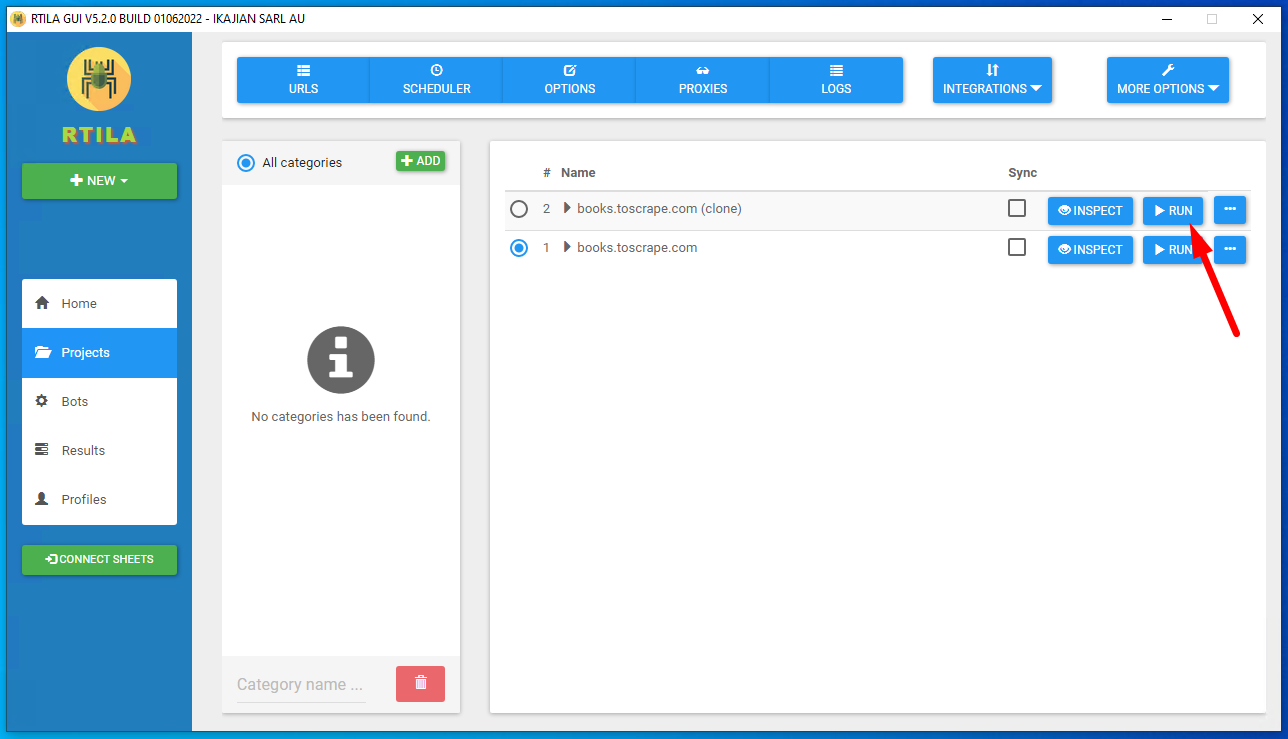 RTILA GUI V5.2.0 BUILD 01062022 - IKAJIAN SARL AU
RTILA
NEW
Home
Projects
Bots
Results
Profiles
CONNECT SHEETS
URLS
SCHEDULER
OPTIONS
PROXIES
LOGS
INTEGRATIONS
MORE OPTIONS
All categories
ADD
No categories has been found.
Category name ...
# Name Sync
2 books.toscrape.com (clone) INSPECT RUN
1 books.toscrape.com INSPECT RUN